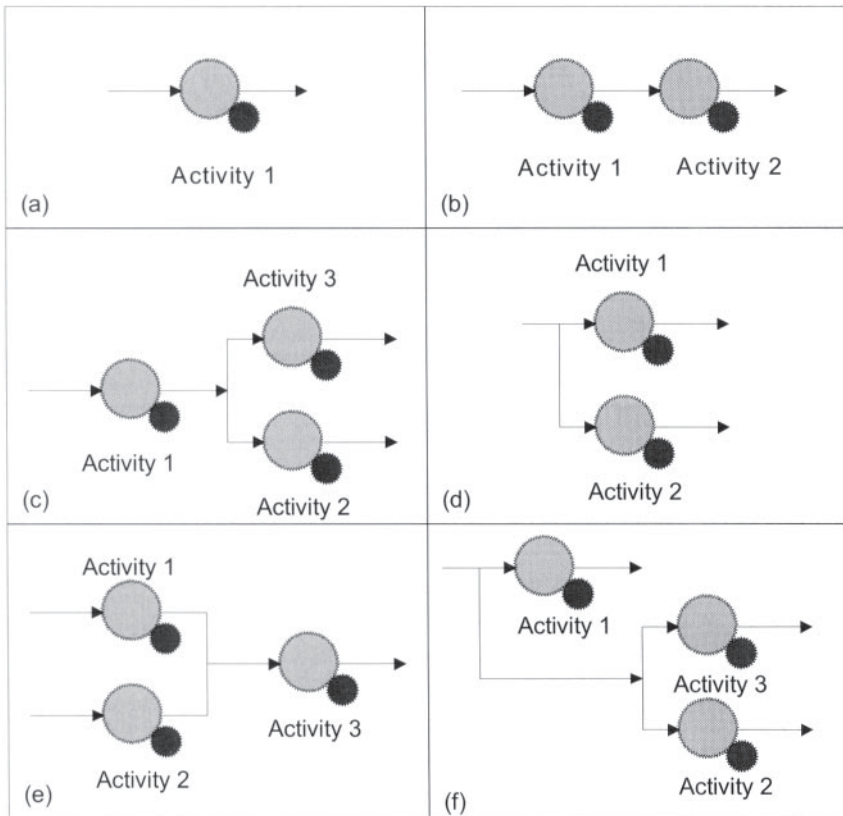 Activity 1
(a)
Activity 1
Activity 2
(b)
Activity 3
Activity 1
Activity 2
(c)
Activity 1
Activity 2
(d)
Activity 1
Activity 3
Activity 2
(e)
Activity 1
Activity 3
Activity 2
(f)